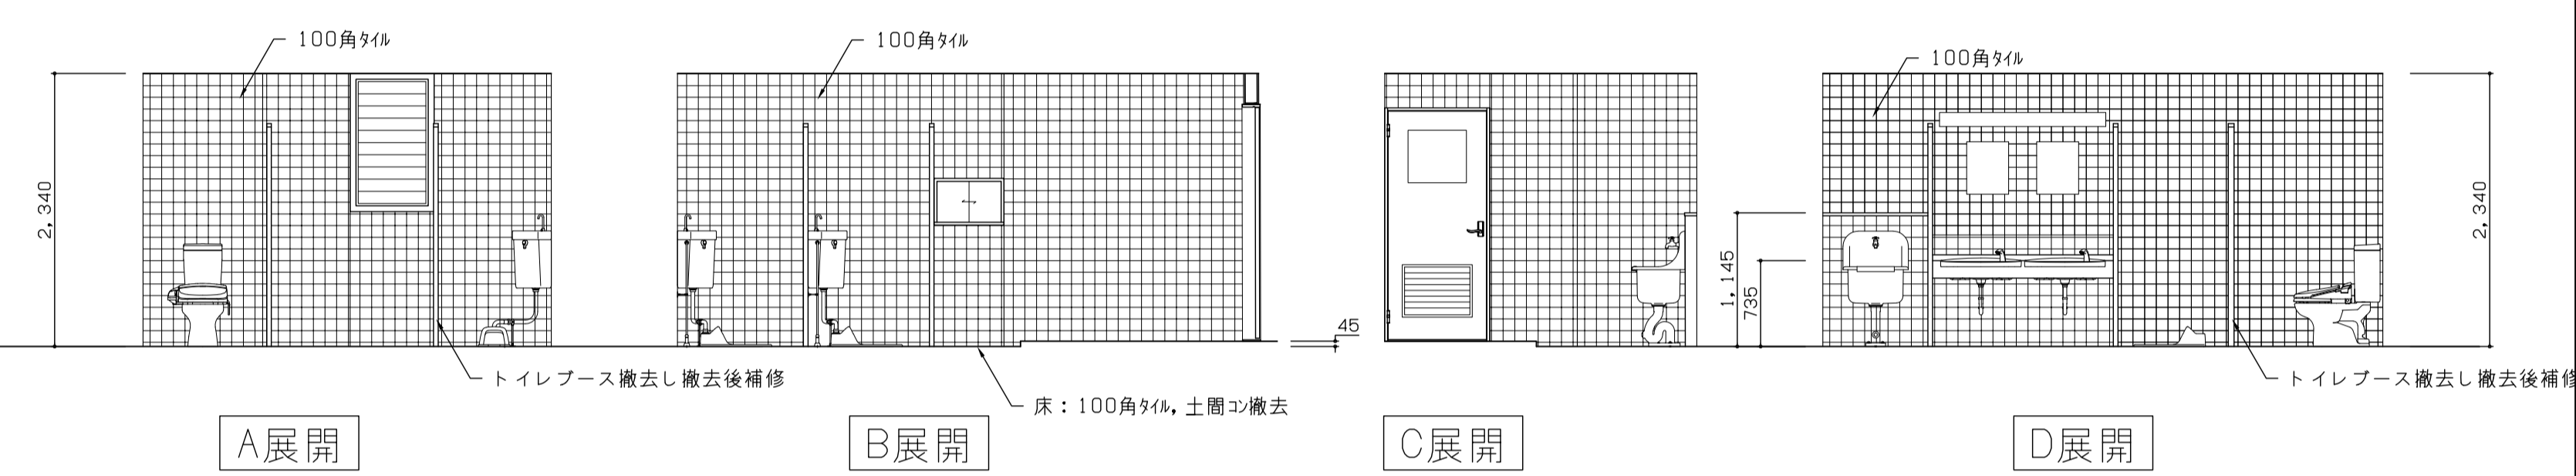 100角ﾀｲﾙ
100角ﾀｲﾙ
100角ﾀｲﾙ
2,340
2,340
1,145
735
45
トイレブース撤去し撤去後補修
トイレブース撤去し撤去後補修
床：100角ﾀｲﾙ，土間ｺﾝ撤去
A展開
B展開
C展開
D展開